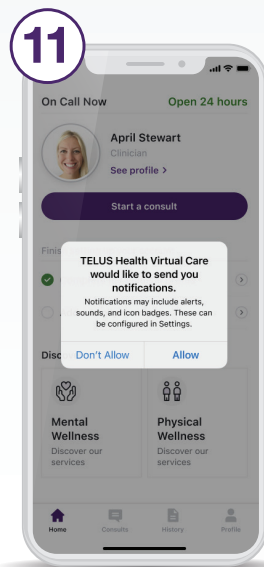 11
On Call Now Open 24 hours
April Stewart
Clinician
See profile >
Start a consult
Finis
TELUS Health Virtual Care
would like to send you
notifications.
Notifications may include alerts,
sounds, and icon badges. These can
be configured in Settings.
Don't Allow Allow
Disc
Mental
Wellness
Discover our
services
Physical
Wellness
Discover our
services
Home Consults History Profile